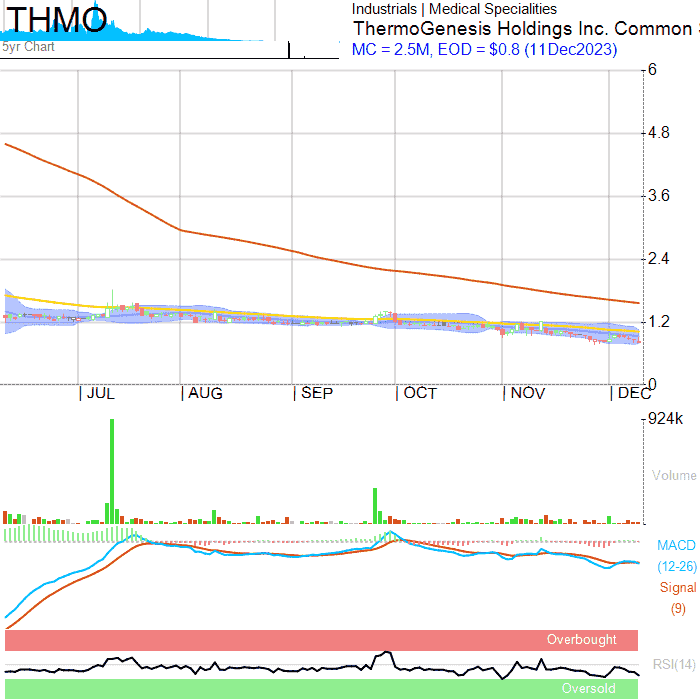 THMO
5yr Chart
Industrials | Medical Specialities
ThermoGenesis Holdings Inc. Common
MC = 2.5M, EOD = $0.8 (11Dec2023)
6
4.8
3.6
2.4
1.2
0
JUL AUG SEP OCT NOV DEC
924k
Volume
MACD
(12-26)
Signal
(9)
Overbought
RSI(14)
Oversold